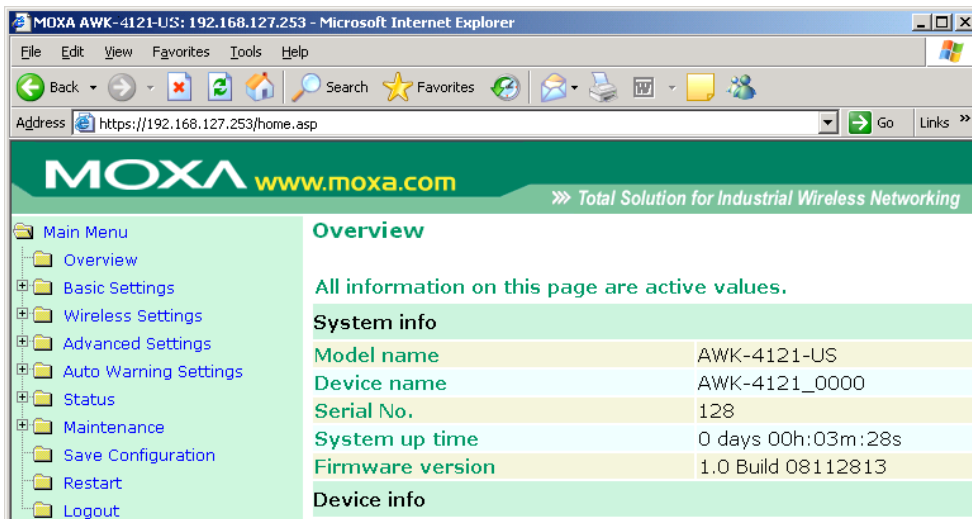 MOXA AWK-4121-US: 192.168.127.253 - Microsoft Internet Explorer
File Edit View Favorites Tools Help
Back Search Favorites
Address https://192.168.127.253/home.asp Go Links »
MOXA www.moxa.com
»» Total Solution for Industrial Wireless Networking
Main Menu
Overview
Basic Settings
Wireless Settings
Advanced Settings
Auto Warning Settings
Status
Maintenance
Save Configuration
Restart
Logout
Overview
All information on this page are active values.
System info
Model name AWK-4121-US
Device name AWK-4121_0000
Serial No. 128
System up time 0 days 00h:03m:28s
Firmware version 1.0 Build 08112813
Device info